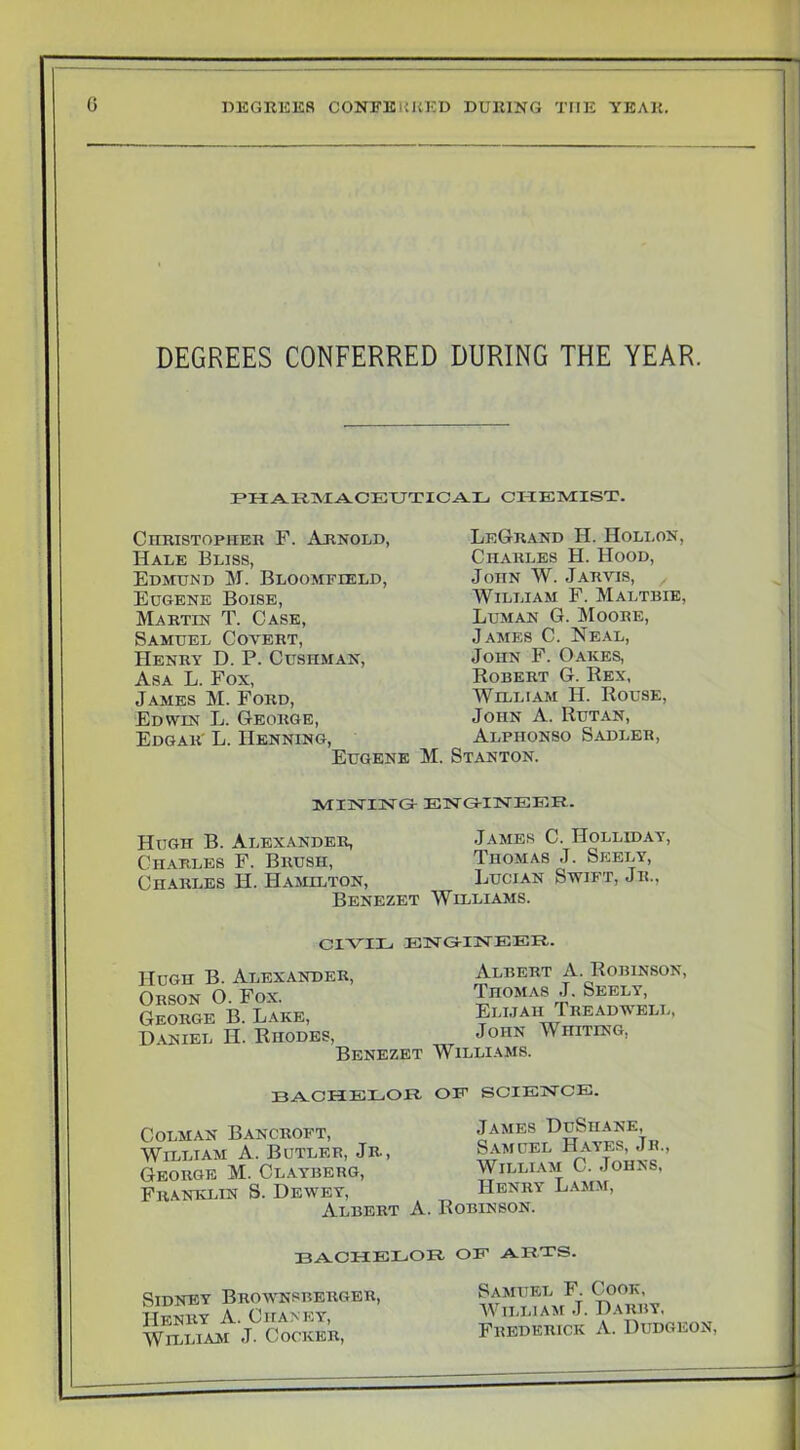 6 DEGREES CONFERRED DURING THE YEAR.
DEGREES CONFERRED DURING THE YEAR.
PHARMACEUTICAL CHEMIST.
CHRISTOPHER F. ARNOLD,
HALE BLISS,
EDMUND M. BLOOMFIELD,
EUGENE BOISE,
MARTIN T. CASE,
SAMUEL COVERT,
HENRY D. P. CUSHMAN,
ASA L. FOX,
JAMES M. FORD,
EDWIN L. GEORGE,
EDGAR L. HENNING,
LEGRAND H. HOLLON,
CHARLES H. HOOD,
JOHN W. JARVIS,
WILLIAM F. MALTBIE,
LUMAN G. MOORE,
JAMES C. NEAL,
JOHN F. OAKES,
ROBERT G. REX,
WILLIAM H. ROUSE,
JOHN A. RUTAN,
ALPHONSO SADLER,
EUGENE M. STANTON.
MINING ENGINEER.
HUGH B. ALEXANDER,
CHARLES F. BRUSH,
CHARLES H. HAMILTON,
JAMES C. HOLLIDAY,
THOMAS J. SEELY,
LUCIAN SWIFT, JR.,
BENEZET WILLIAMS.
CIVIL ENGINEER.
HUGH B. ALEXANDER,
ORSON O. FOX.
GEORGE B. LAKE,
DANIEL H. RHODES,
ALBERT A. ROBINSON,
THOMAS J. SEELY,
ELIJAH TREADWELL,
JOHN WHITING,
BENEZET WILLIAMS.
BACHELOR OF SCIENCE.
COLMAN BANCROFT,
WILLIAM A. BUTLER, JR.,
GEORGE M. CLAYBERG,
FRANKLIN S. DEWEY,
JAMES DUSHANE,
SAMUEL HAYES, JR.,
WILLIAM C. JOHNS,
HENRY LAMM,
ALBERT A. ROBINSON.
BACHELOR OF ARTS.
SIDNEY BROWNSBERGER,
HENRY A. CHANEY,
WILLIAM J. COCKER,
SAMUEL F. COOK,
WILLIAM J. DARBY,
FREDERICK A. DUDGEON,